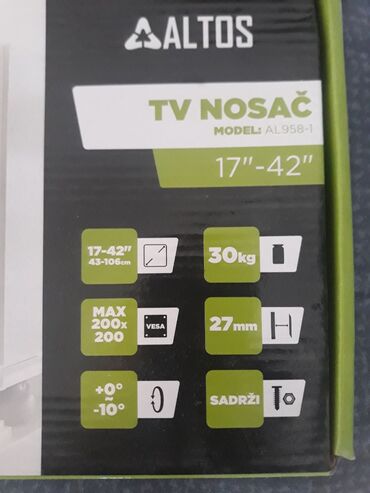 ALTOS
TV NOSAČ
MODEL: AL958-1
17"-42"
17-42"
43-106cm
30kg
MAX
200x
200
VESA
27mm
+0°
~
-10°
SADRŽI